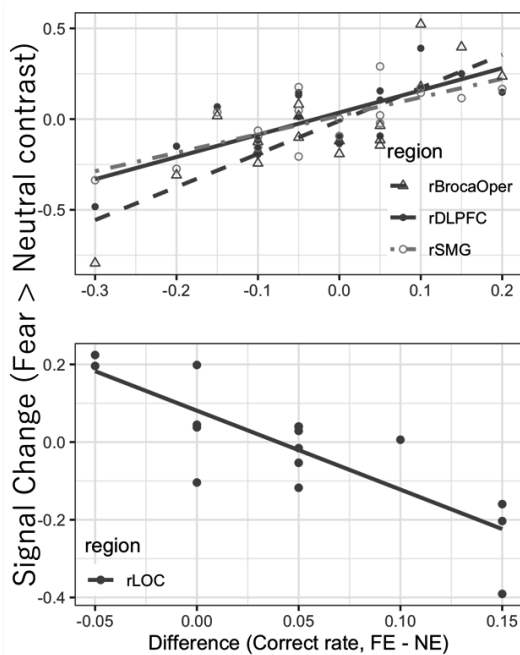 Signal Change (Fear > Neutral contrast)
0.5
0.0
-0.5
region
rBrocaOper
rDLPFC
rSMG
-0.3 -0.2 -0.1 0.0 0.1 0.2
0.2
0.0
-0.2
-0.4
region
rLOC
-0.05 0.00 0.05 0.10 0.15
Difference (Correct rate, FE - NE)